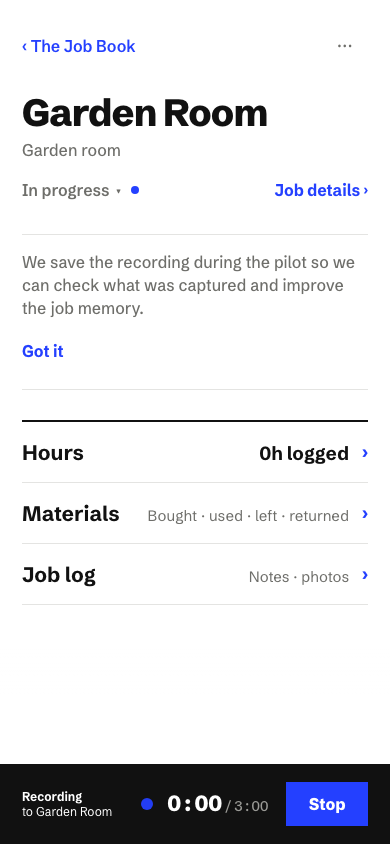 ‹ The Job Book ...
Garden Room
Garden room
In progress ▾ Job details ›
We save the recording during the pilot so we
can check what was captured and improve
the job memory.
Got it
Hours 0h logged ›
Materials Bought · used · left · returned ›
Job log Notes · photos ›
Recording
to Garden Room
0:00 / 3:00
Stop